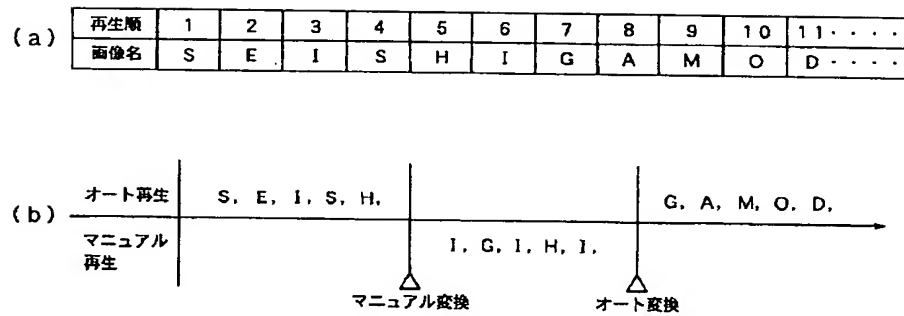 (a)
再生順 1 2 3 4 5 6 7 8 9 10 11・・・・
画像名 S E I S H I G A M O D・・・・
(b)
オート再生 S, E, I, S, H, G, A, M, O, D,
マニュアル I, G, I, H, I,
再生
マニュアル変換 オート変換